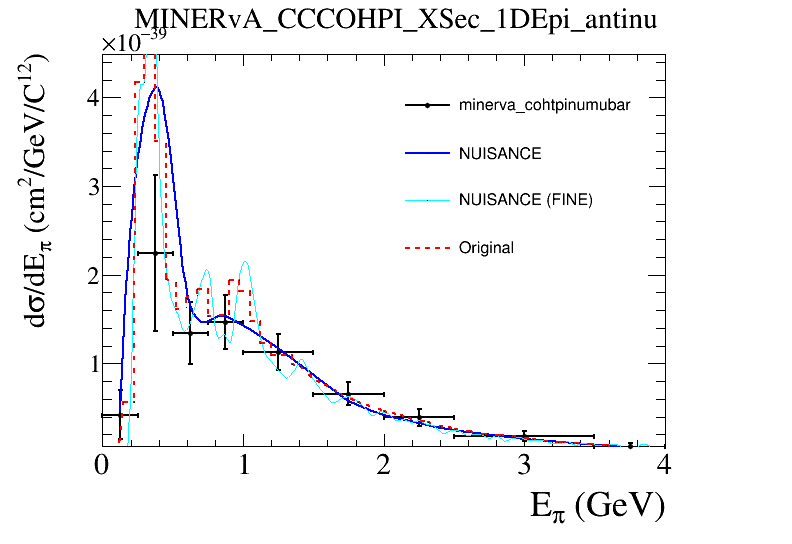 MINERvA_CCCOHPI_XSec_1DEpi_antinu
×10⁻³⁹
dσ/dEπ (cm²/GeV/C¹²)
4
3
2
1
minerva_cohtpinumubar
NUISANCE
NUISANCE (FINE)
Original
0 1 2 3 4
Eπ (GeV)